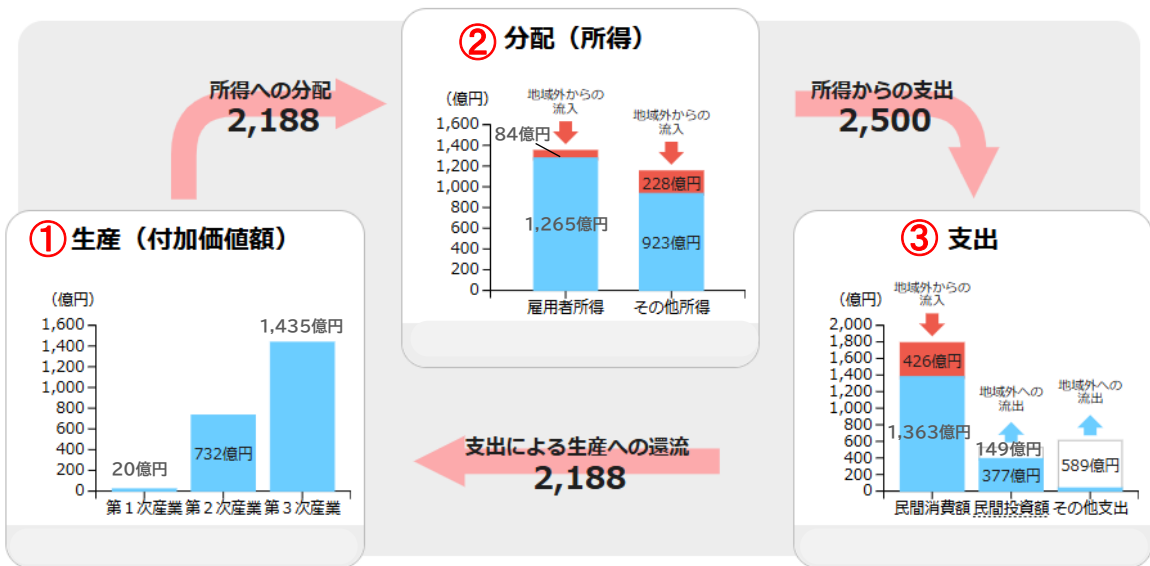 ② 分配（所得）
所得への分配
2,188
（億円）
地域外からの
流入
地域外からの
流入
84億円
1,600
1,400
1,200
1,000
800
600
400
200
0
1,265億円
228億円
923億円
雇用者所得
その他所得
所得からの支出
2,500
① 生産（付加価値額）
（億円）
1,600
1,400
1,200
1,000
800
600
400
200
0
20億円
732億円
1,435億円
第１次産業
第２次産業
第３次産業
③ 支出
（億円）
地域外からの
流入
2,000
1,800
1,600
1,400
1,200
1,000
800
600
400
200
0
426億円
1,363億円
地域外への
流出
149億円
377億円
地域外への
流出
589億円
民間消費額
民間投資額
その他支出
支出による生産への還流
2,188